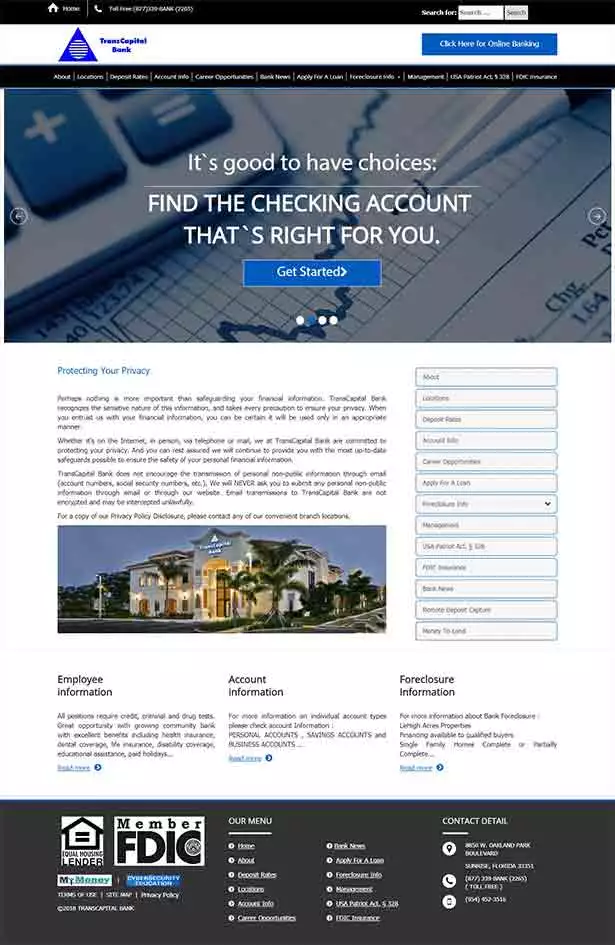 Home
Toll Free:(877)339-BANK (2265)
Search for:
Search ...
Search
TransCapital
Bank
Click Here for Online Banking
About | Locations | Deposit Rates | Account Info | Career Opportunities | Bank News | Apply For A Loan | Foreclosure Info | Management | USA Patriot Act, § 328 | FDIC Insurance
It`s good to have choices:
FIND THE CHECKING ACCOUNT
THAT`S RIGHT FOR YOU.
Get Started
Chg.
1.64
123.74
Protecting Your Privacy
Perhaps nothing is more important than safeguarding your financial information. TransCapital Bank
recognizes the sensitive nature of this information, and takes every precaution to ensure your privacy. When
you entrust us with your financial information, you can be certain it will be used only in an appropriate
manner.
Whether it's on the Internet, in person, via telephone or mail, we at TransCapital Bank are committed to
protecting your privacy. And you can rest assured we will continue to provide you with the most up-to-date
safeguards possible to ensure the safety of your personal financial information.
TransCapital Bank does not encourage the transmission of personal non-public information through email
(account numbers, social security numbers, etc.). We will NEVER ask you to submit any personal non-public
information through email or through our website. Email transmissions to TransCapital Bank are not
encrypted and may be intercepted unlawfully.
For a copy of our Privacy Policy Disclosure, please contact any of our convenient branch locations.
TransCapital
Bank
About
Locations
Deposit Rates
Account Info
Career Opportunities
Apply For A Loan
Foreclosure Info
Management
USA Patriot Act, § 328
FDIC Insurance
Bank News
Remote Deposit Capture
Money To Lend
Employee
information
All positions require credit, criminal and drug tests.
Great opportunity with growing community bank
with excellent benefits including health insurance,
dental coverage, life insurance, disability coverage,
educational assistance, paid holidays...
Read more
Account
Information
For more information on individual account types
please check account Information :
PERSONAL ACCOUNTS , SAVINGS ACCOUNTS and
BUSINESS ACCOUNTS ...
Read more
Foreclosure
Information
For more information about Bank Foreclosure :
LeHigh Acres Properties
Financing available to qualified buyers
Single Family Homes Complete or Partially
Complete...
Read more
EQUAL HOUSING
LENDER
Member
FDIC
MyMoney
CYBERSECURITY
EDUCATION
TERMS OF USE | SITE MAP | Privacy Policy
©2018 TRANSCAPITAL BANK
OUR MENU
Home
About
Deposit Rates
Locations
Account Info
Career Opportunities
Bank News
Apply For A Loan
Foreclosure Info
Management
USA Patriot Act, § 328
FDIC Insurance
CONTACT DETAIL
8850 W. OAKLAND PARK
BOULEVARD
SUNRISE, FLORIDA 33351
(877) 339-BANK (2265)
( TOLL FREE )
(954) 452-3516